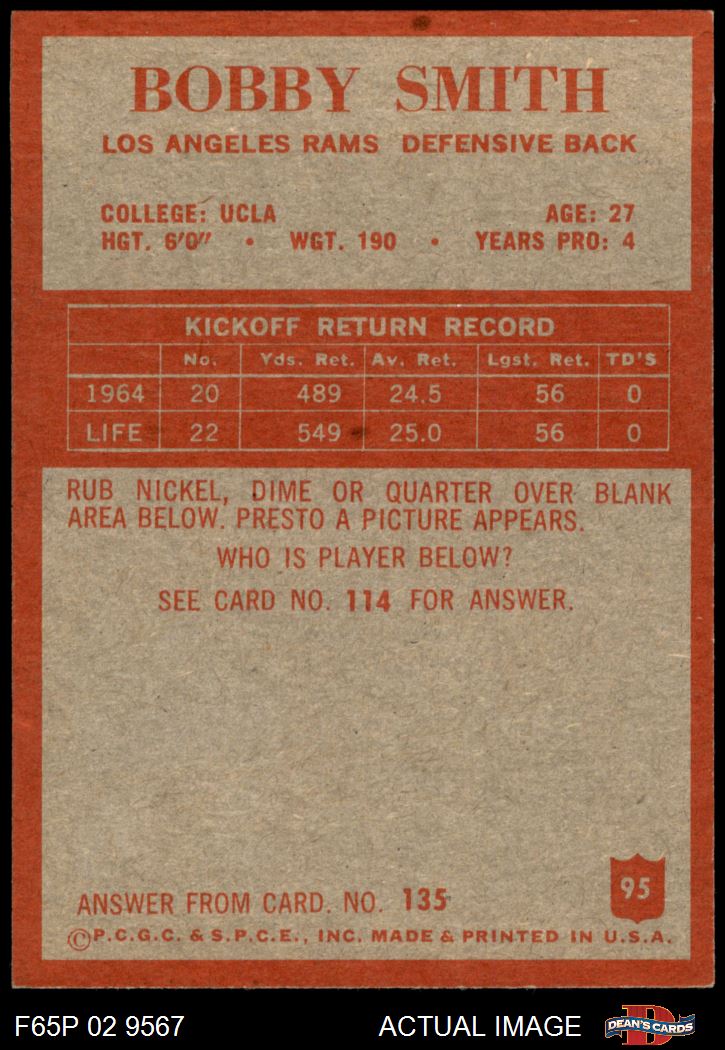 BOBBY SMITH
LOS ANGELES RAMS DEFENSIVE BACK
COLLEGE: UCLA AGE: 27
HGT. 6'0" • WGT. 190 • YEARS PRO: 4
KICKOFF RETURN RECORD
No. Yds. Ret. Av. Ret. Lgst. Ret. TD'S
1964 20 489 24.5 56 0
LIFE 22 549 25.0 56 0
RUB NICKEL, DIME OR QUARTER OVER BLANK
AREA BELOW. PRESTO A PICTURE APPEARS.
WHO IS PLAYER BELOW?
SEE CARD NO. 114 FOR ANSWER.
95
ANSWER FROM CARD. NO. 135
©P.C.G.C. & S.P.C.E., INC. MADE & PRINTED IN U.S.A.
F65P 02 9567 ACTUAL IMAGE
DEAN'S CARDS